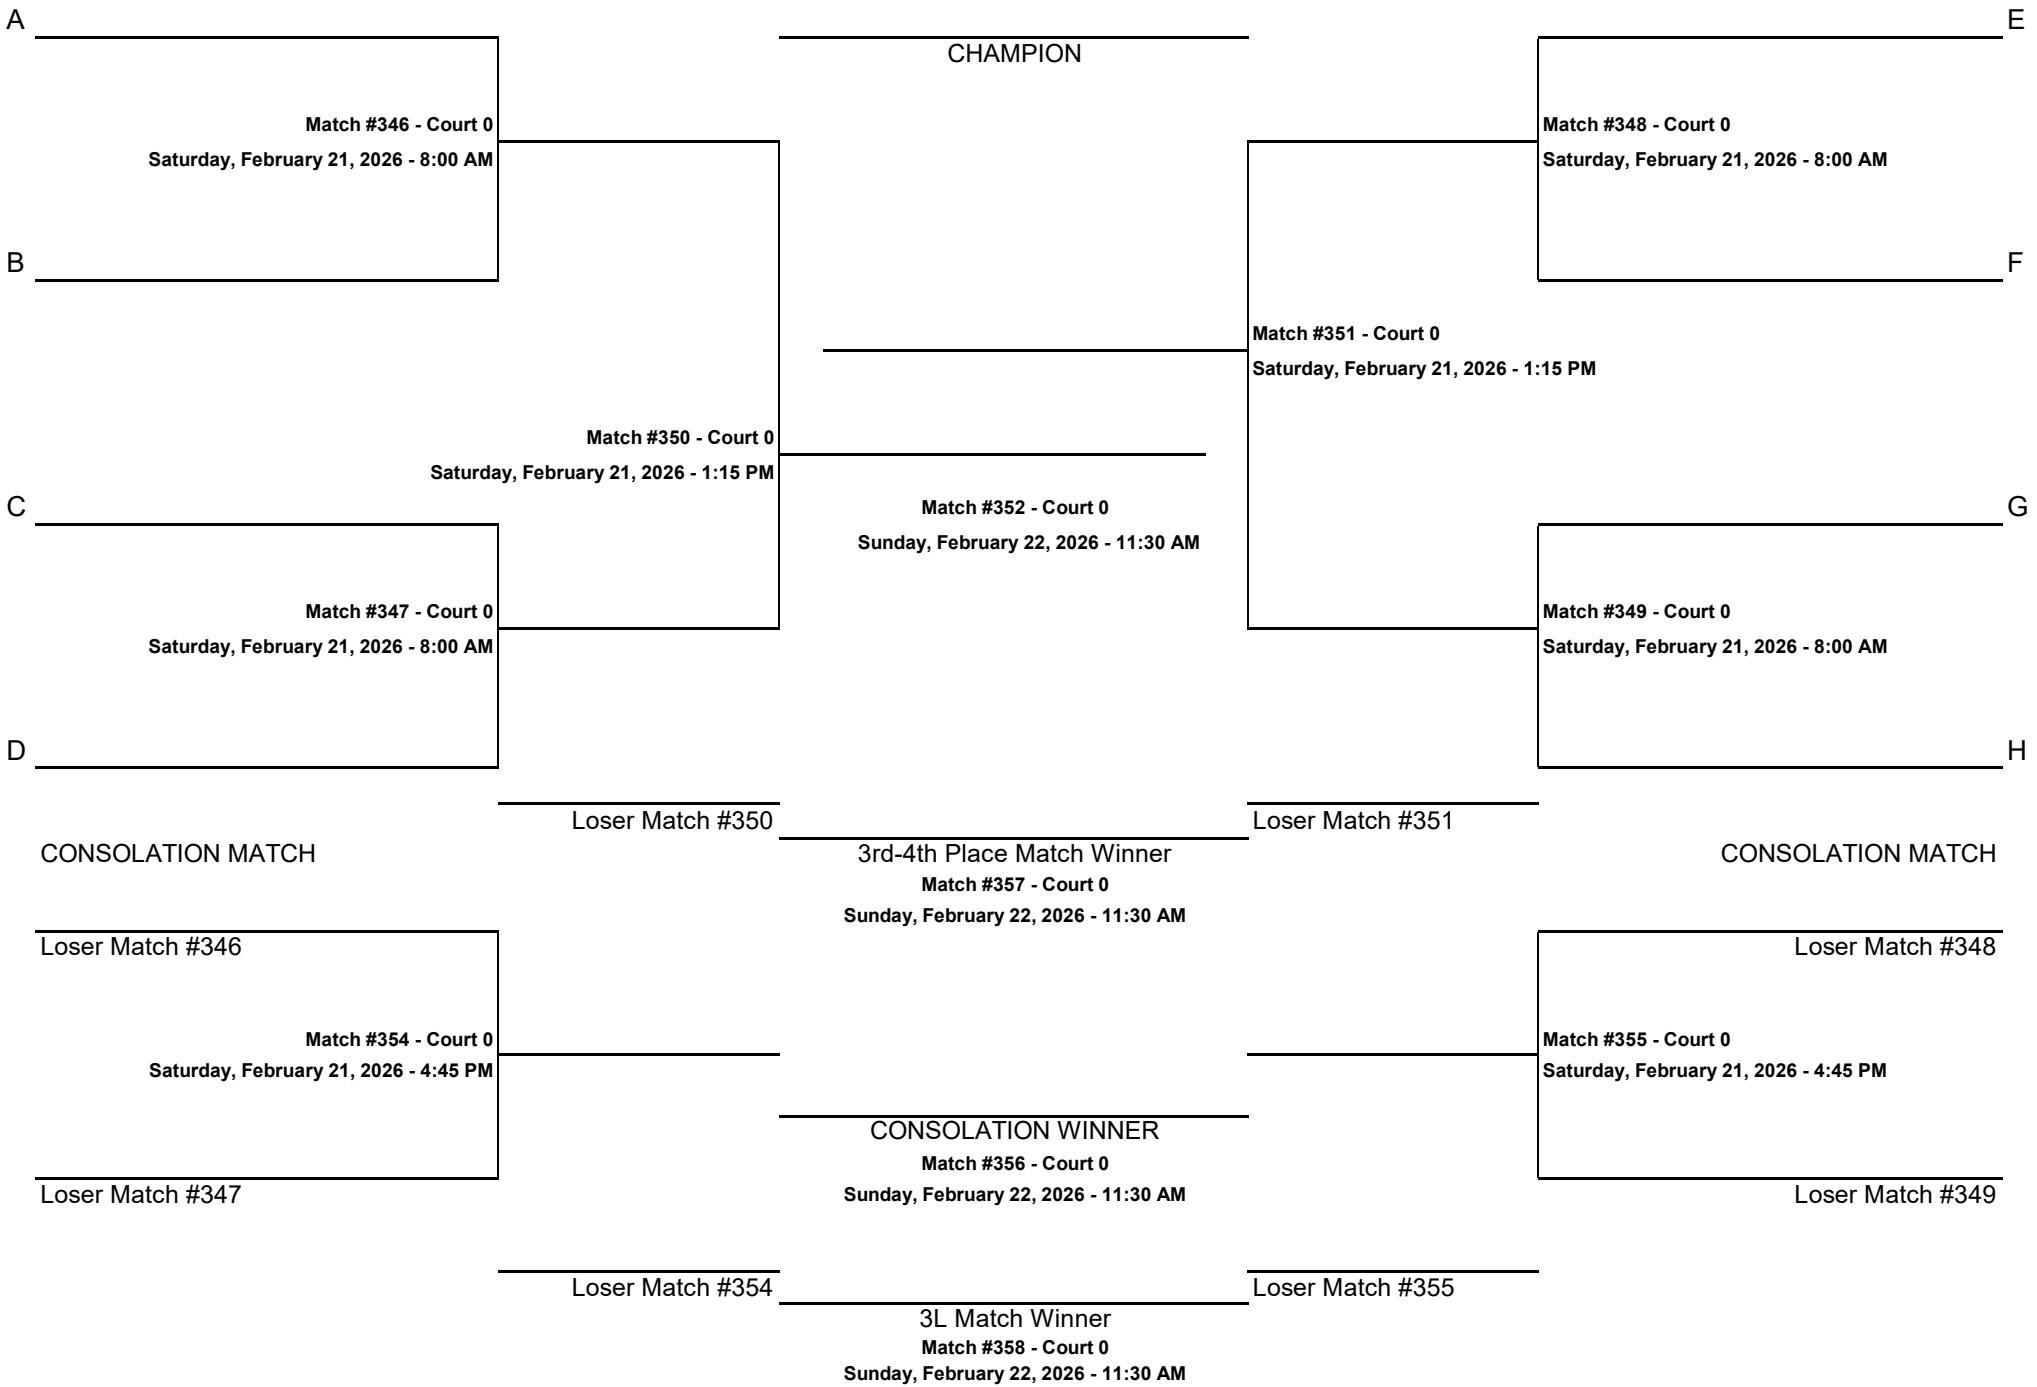 A
E
CHAMPION
Match #346 - Court 0
Saturday, February 21, 2026 - 8:00 AM
Match #348 - Court 0
Saturday, February 21, 2026 - 8:00 AM
B
F
Match #351 - Court 0
Saturday, February 21, 2026 - 1:15 PM
Match #350 - Court 0
Saturday, February 21, 2026 - 1:15 PM
C
G
Match #352 - Court 0
Sunday, February 22, 2026 - 11:30 AM
Match #347 - Court 0
Saturday, February 21, 2026 - 8:00 AM
Match #349 - Court 0
Saturday, February 21, 2026 - 8:00 AM
D
H
Loser Match #350
Loser Match #351
CONSOLATION MATCH
3rd-4th Place Match Winner
CONSOLATION MATCH
Match #357 - Court 0
Sunday, February 22, 2026 - 11:30 AM
Loser Match #346
Loser Match #348
Match #354 - Court 0
Saturday, February 21, 2026 - 4:45 PM
Match #355 - Court 0
Saturday, February 21, 2026 - 4:45 PM
CONSOLATION WINNER
Match #356 - Court 0
Sunday, February 22, 2026 - 11:30 AM
Loser Match #347
Loser Match #349
Loser Match #354
Loser Match #355
3L Match Winner
Match #358 - Court 0
Sunday, February 22, 2026 - 11:30 AM